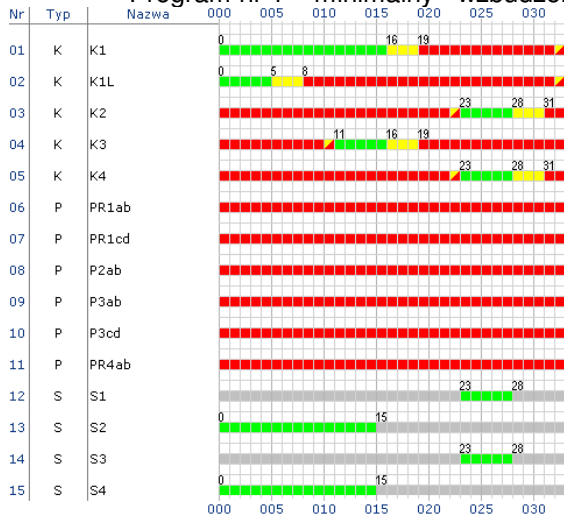 Program nr 1 - minimalny - wzbudzo
Nr Typ Nazwa 000 005 010 015 020 025 030
01 K K1 0 16 19
02 K K1L 0 5 8
03 K K2 23 28 31
04 K K3 11 16 19
05 K K4 23 28 31
06 P PR1ab
07 P PR1cd
08 P P2ab
09 P P3ab
10 P P3cd
11 P PR4ab
12 S S1 23 28
13 S S2 0 15
14 S S3 23 28
15 S S4 0 15
000 005 010 015 020 025 030